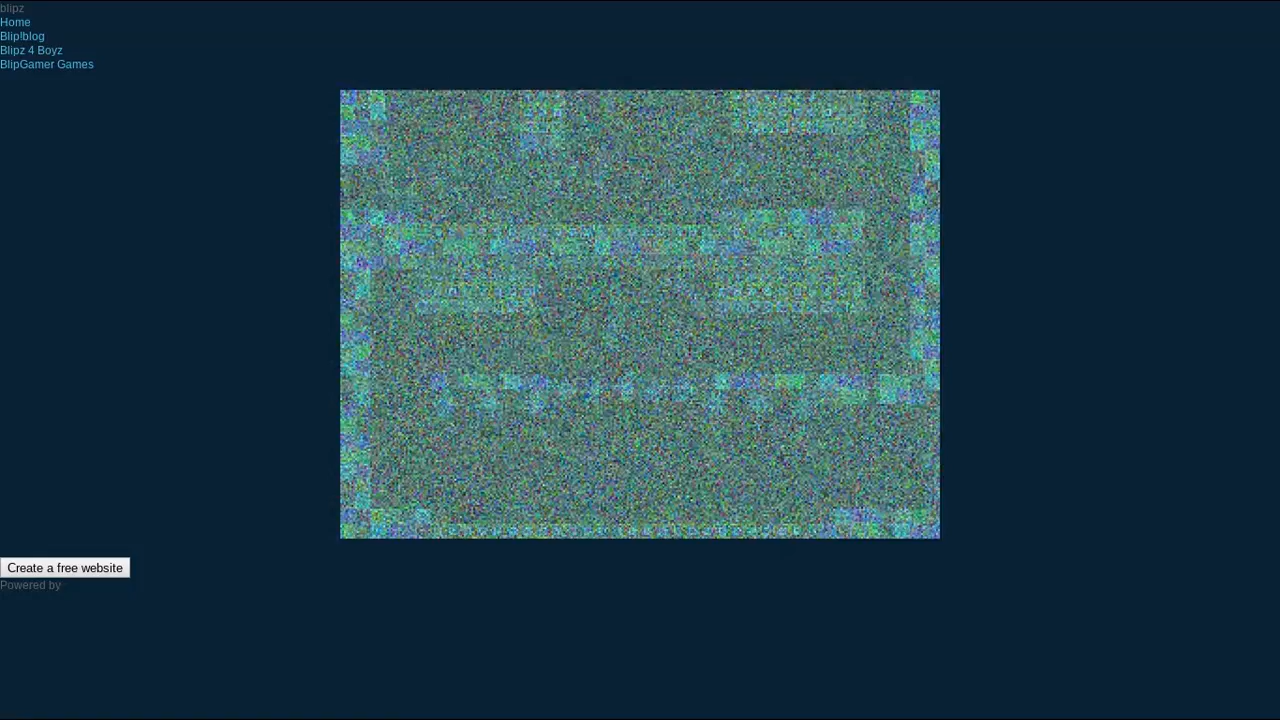 blipz
Home
Blip!blog
Blipz 4 Boyz
BlipGamer Games
Create a free website
Powered by